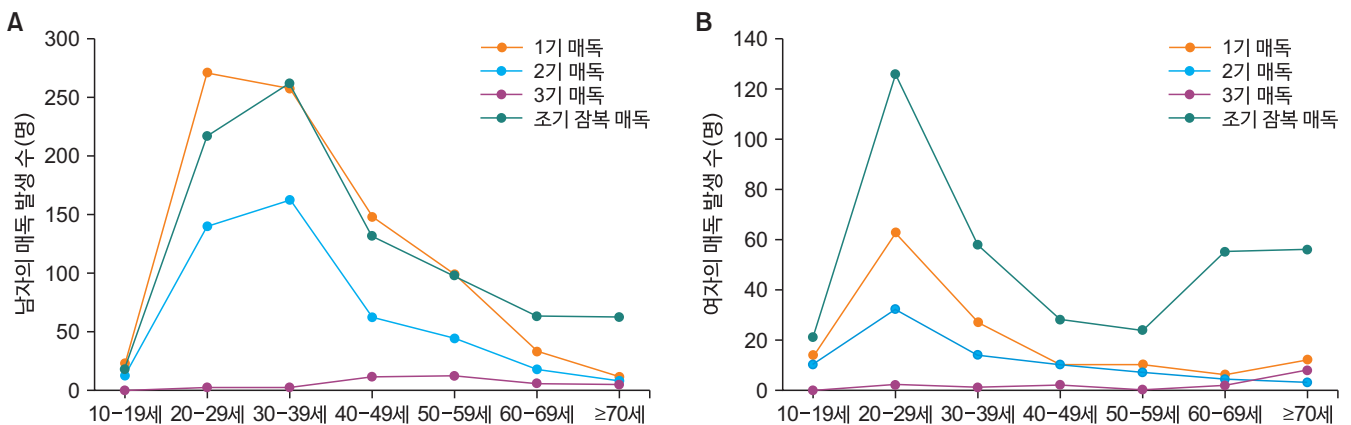 A
남자의 매독 발생 수(명)
300
250
200
150
100
50
0
1기 매독
2기 매독
3기 매독
조기 잠복 매독
10-19세 20-29세 30-39세 40-49세 50-59세 60-69세 ≥70세
B
여자의 매독 발생 수(명)
140
120
100
80
60
40
20
0
1기 매독
2기 매독
3기 매독
조기 잠복 매독
10-19세 20-29세 30-39세 40-49세 50-59세 60-69세 ≥70세